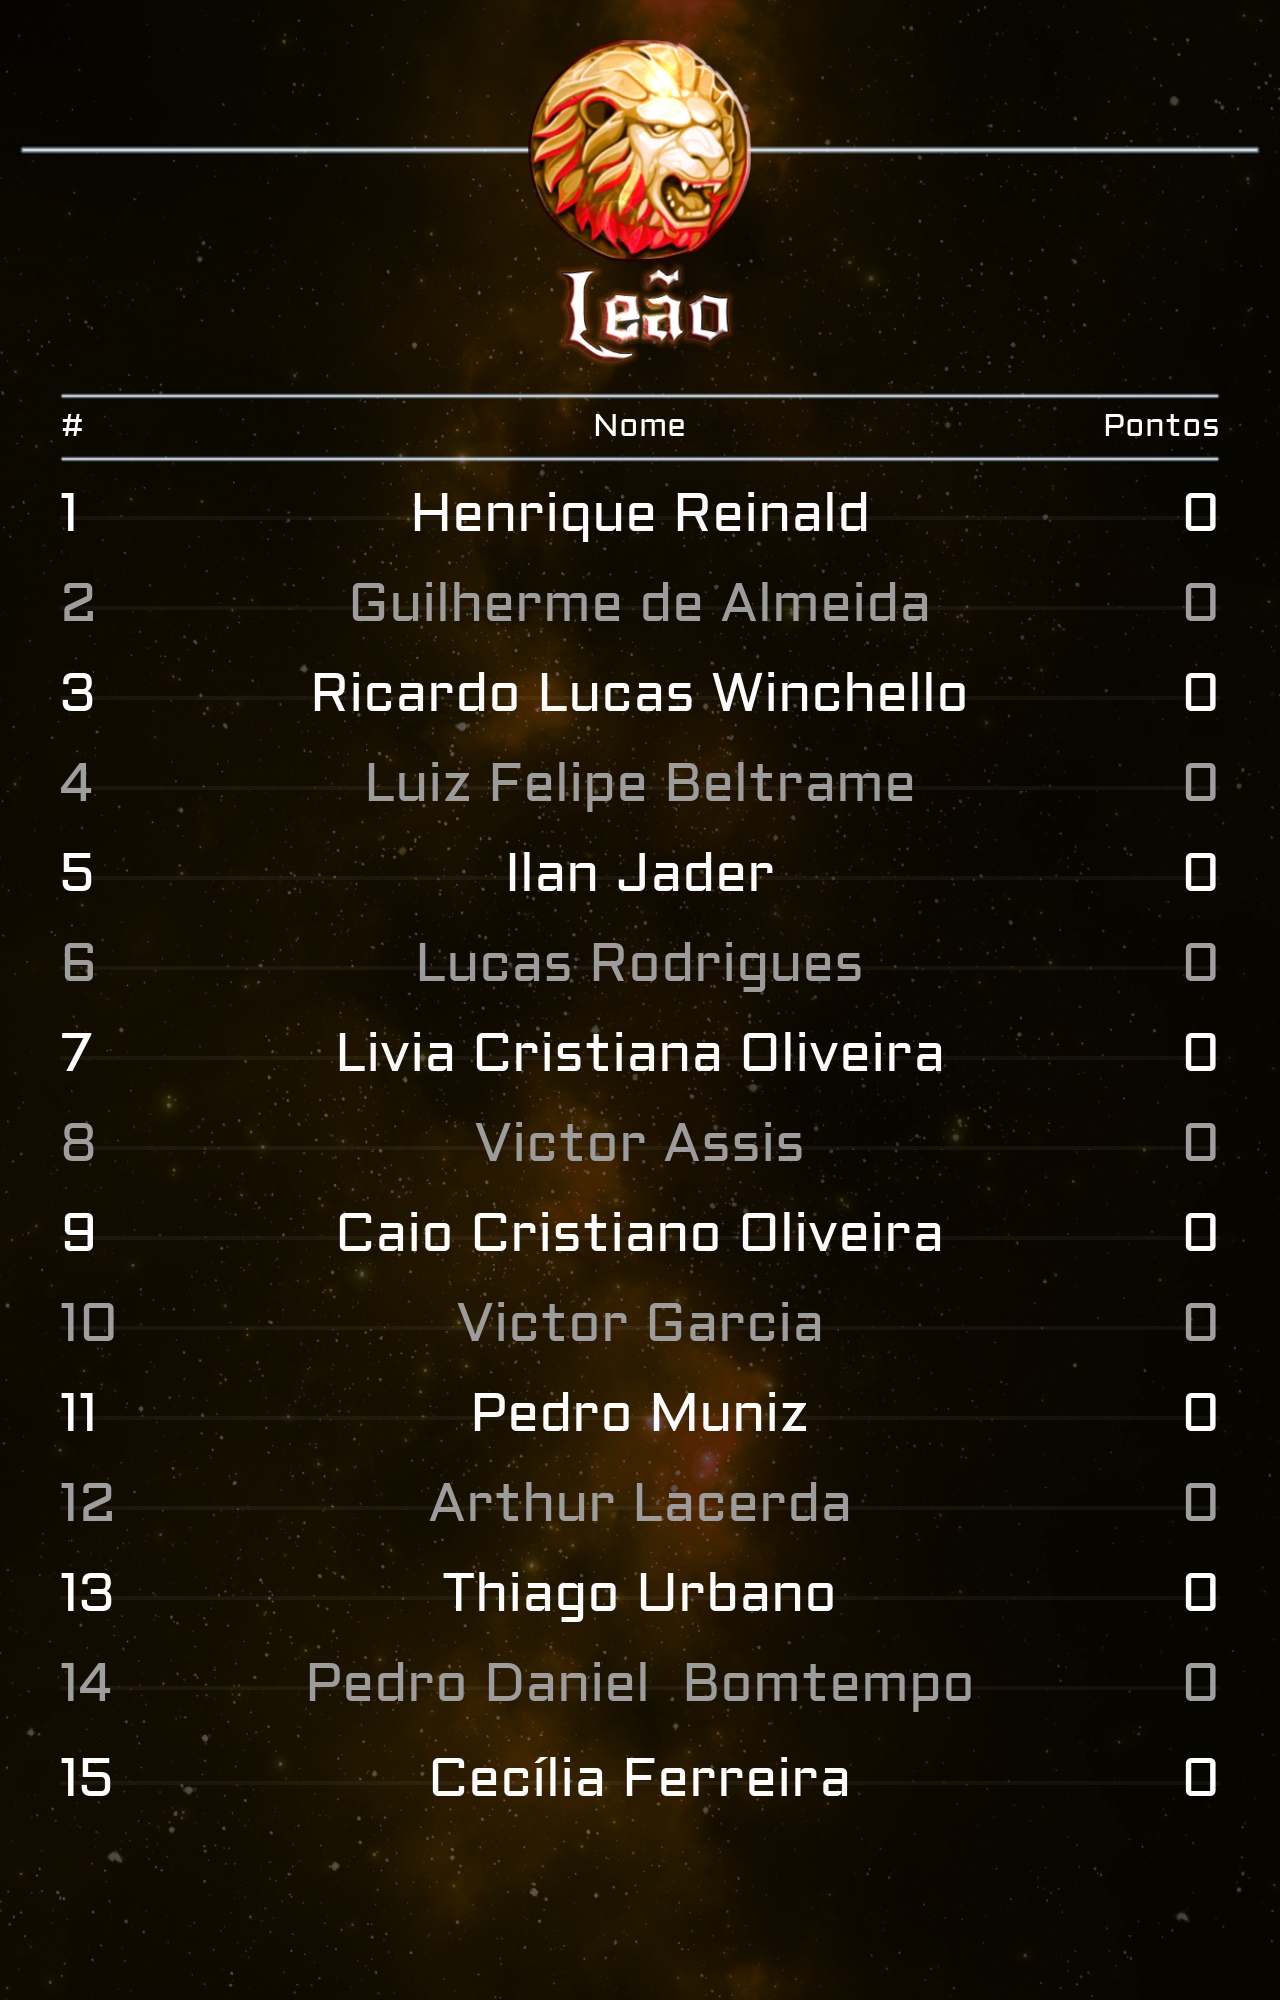 Leão
# Nome Pontos
1 Henrique Reinald 0
2 Guilherme de Almeida 0
3 Ricardo Lucas Winchello 0
4 Luiz Felipe Beltrame 0
5 Ilan Jader 0
6 Lucas Rodrigues 0
7 Livia Cristiana Oliveira 0
8 Victor Assis 0
9 Caio Cristiano Oliveira 0
10 Victor Garcia 0
11 Pedro Muniz 0
12 Arthur Lacerda 0
13 Thiago Urbano 0
14 Pedro Daniel  Bomtempo 0
15 Cecília Ferreira 0